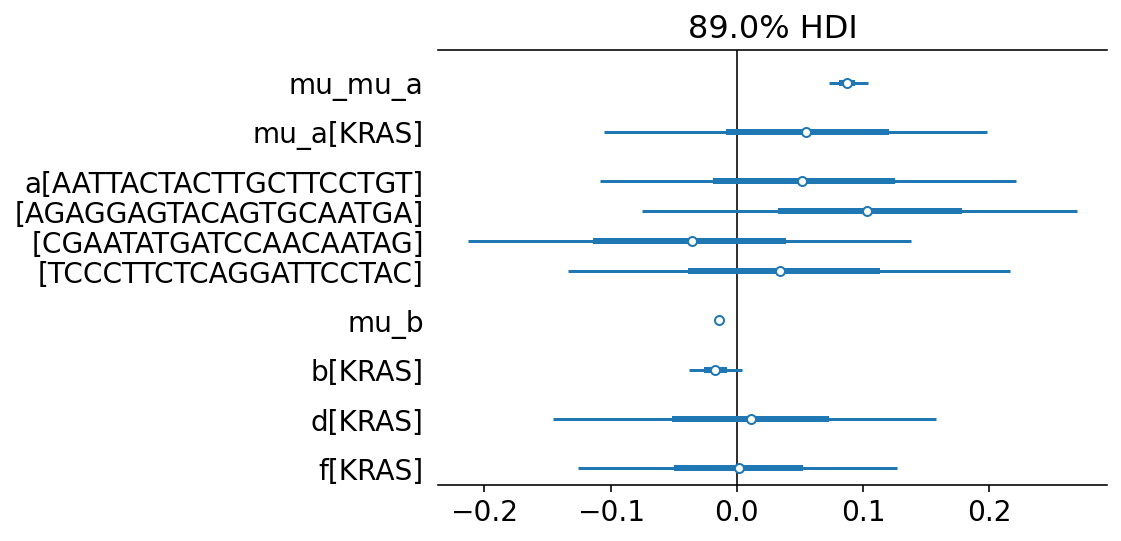 89.0% HDI
mu_mu_a
mu_a[KRAS]
a[AATTACTACTTGCTTCCTGT]
[AGAGGAGTACAGTGCAATGA]
[CGAATATGATCCAACAATAG]
[TCCCTTCTCAGGATTCCTAC]
mu_b
b[KRAS]
d[KRAS]
f[KRAS]
−0.2 −0.1 0.0 0.1 0.2